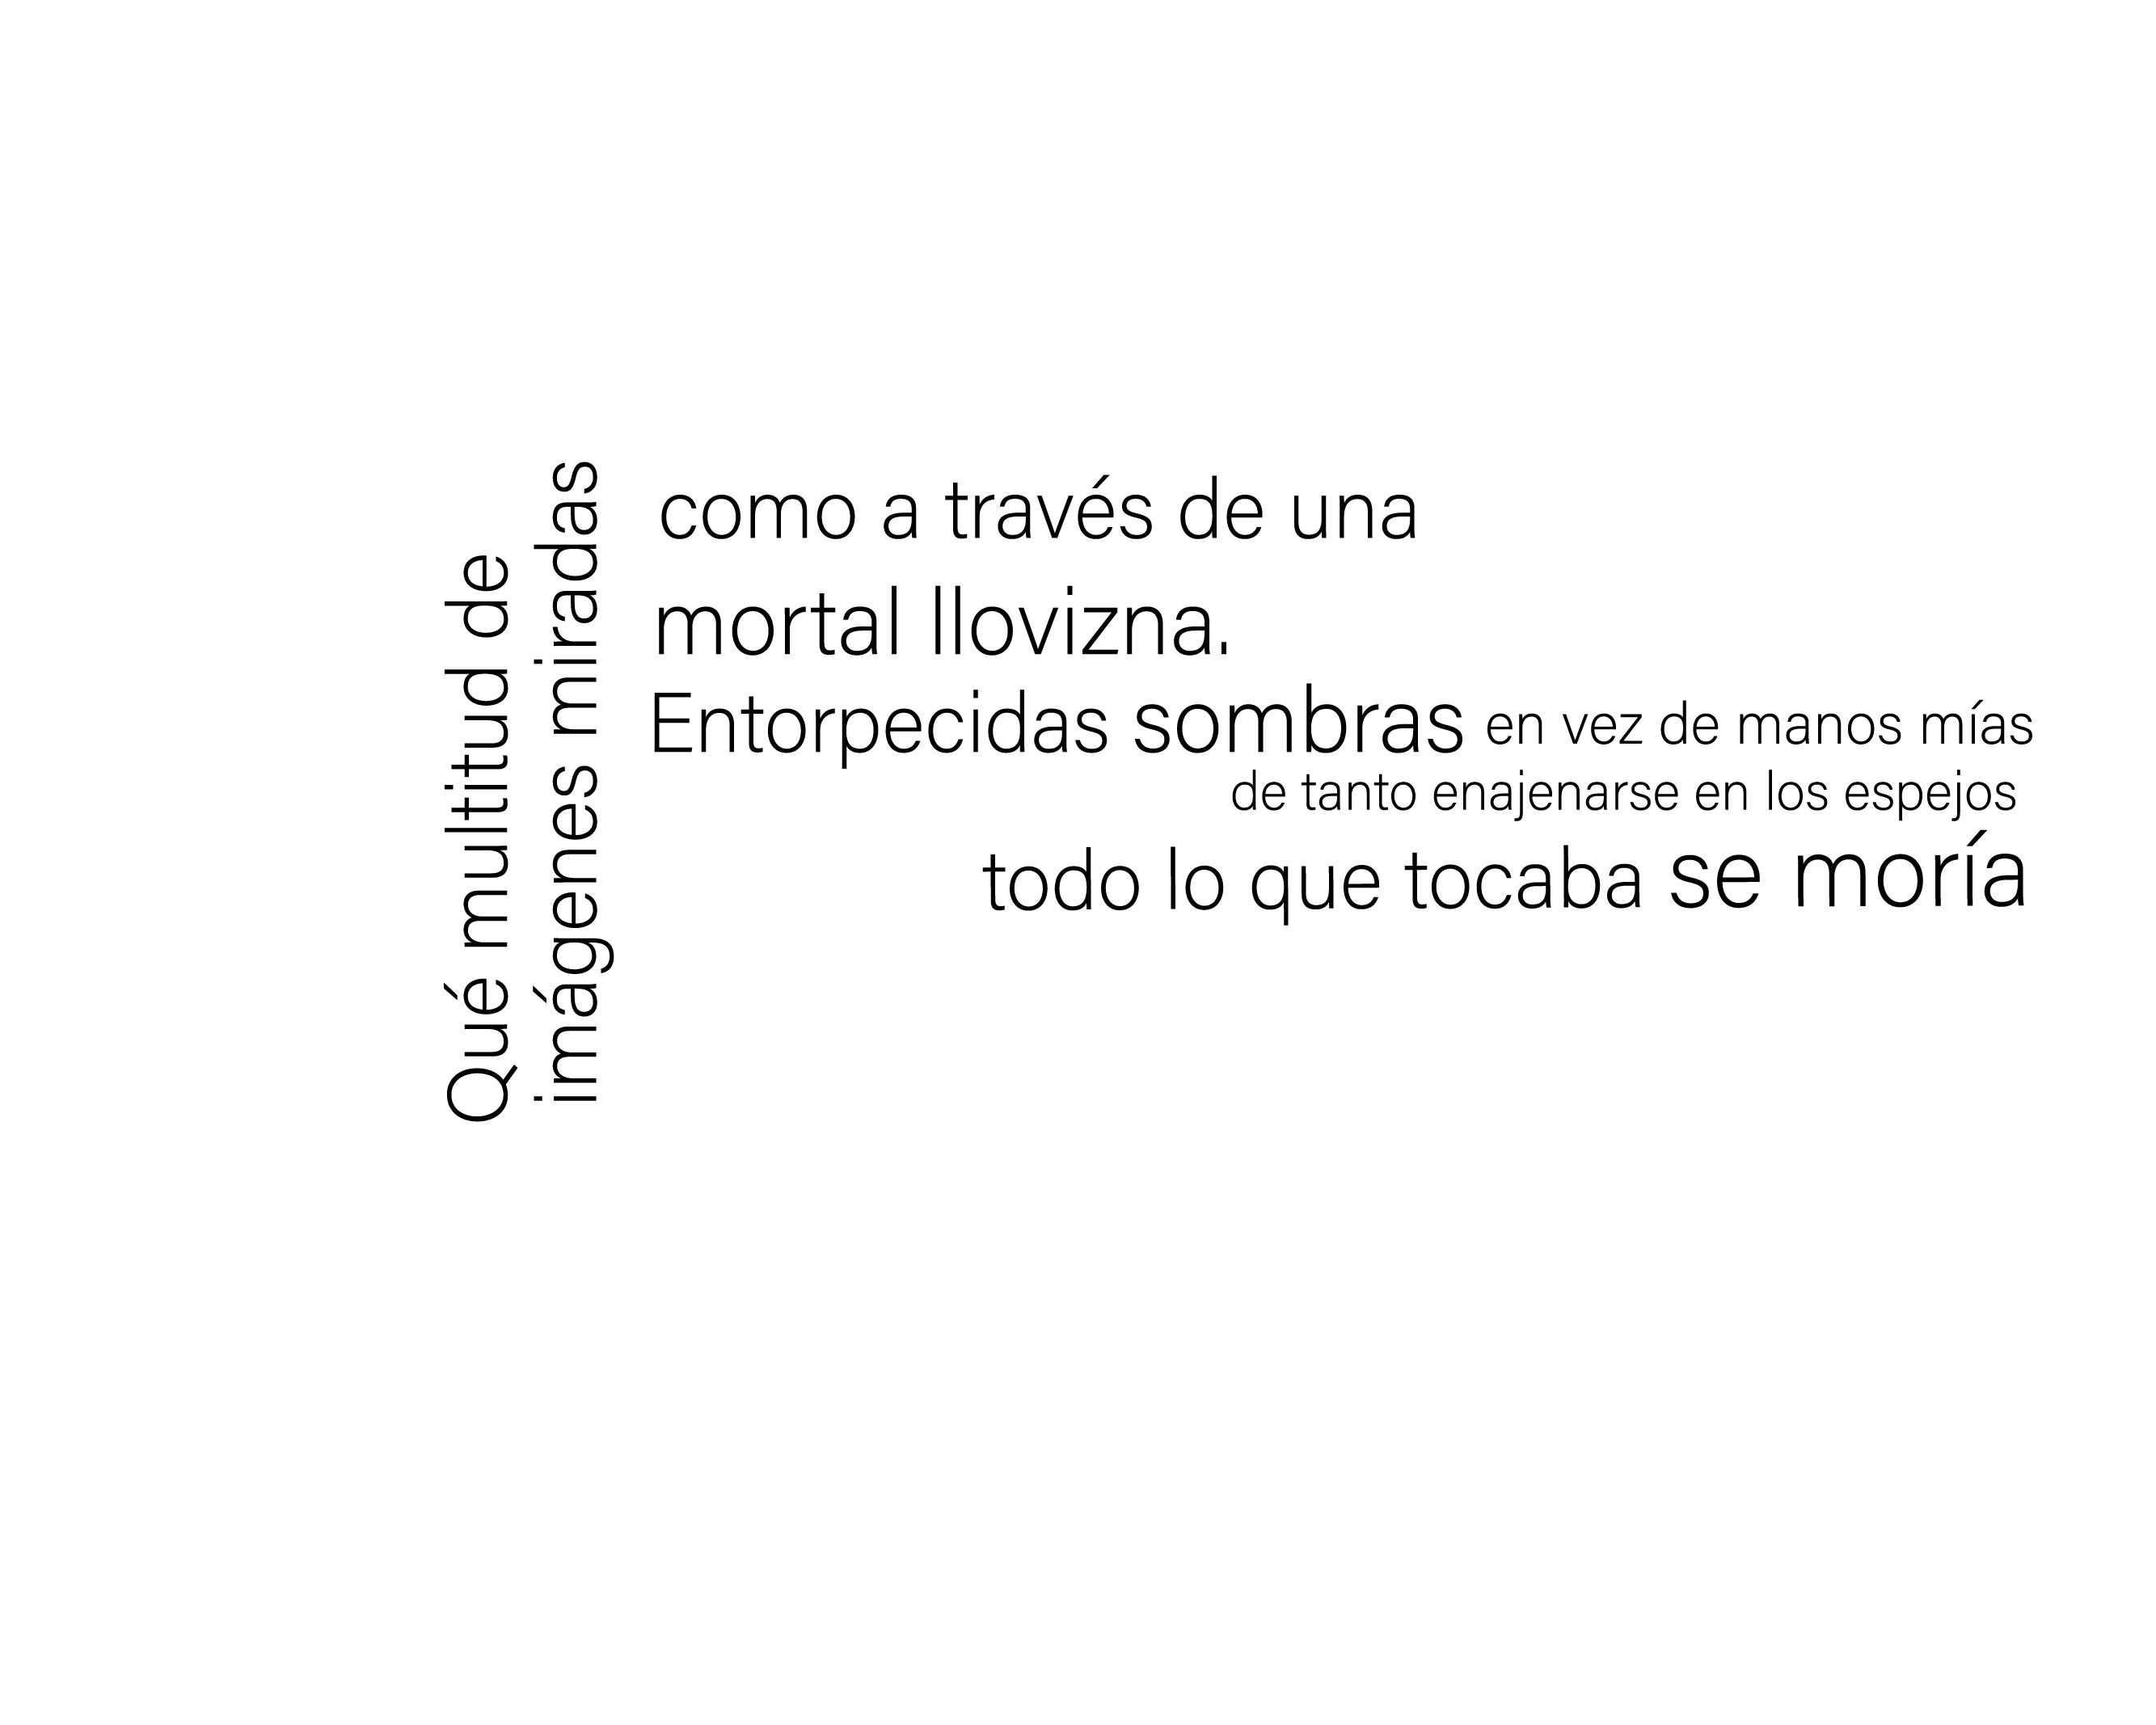 Qué multitud de
imágenes miradas
como a través de una
mortal llovizna.
Entorpecidas sombras en vez de manos mías
de tanto enajenarse en los espejos
todo lo que tocaba se moría